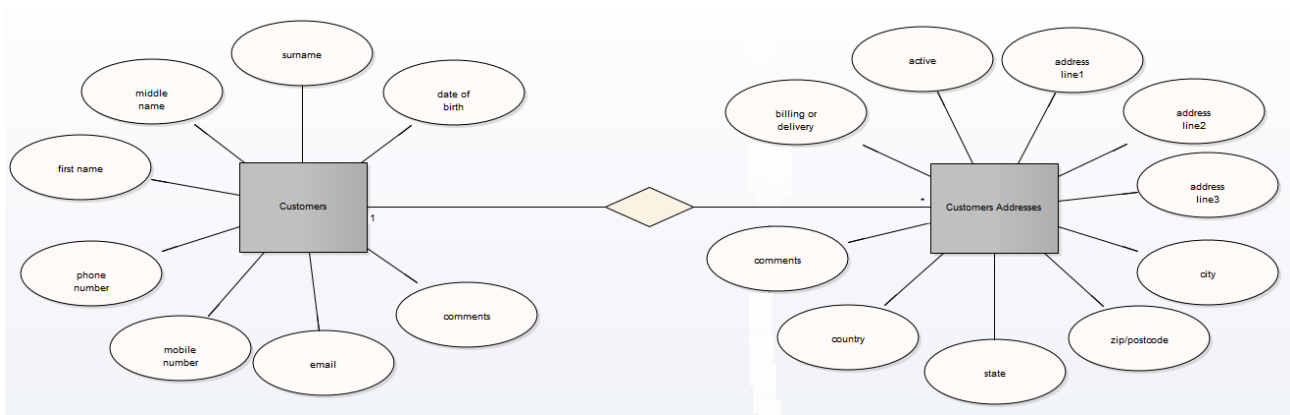 surname
middle
name
date of
birth
first name
Customers
1
phone
number
mobile
number
email
comments
active
address
line1
billing or
delivery
address
line2
address
line3
*
Customers Addresses
comments
city
country
zip/postcode
state